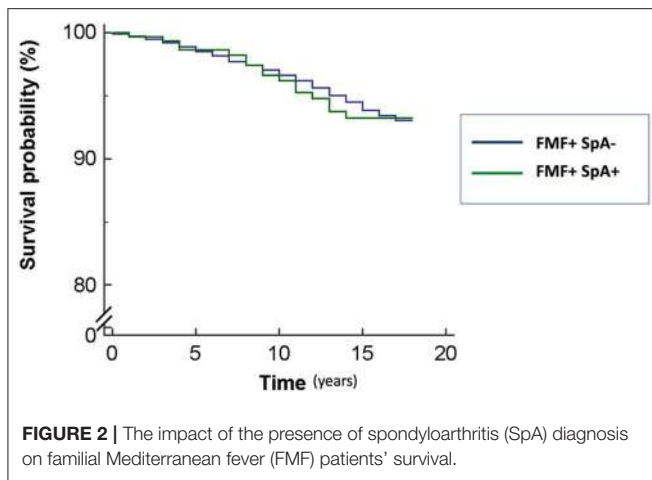 Survival probability (%)
100
90
80
0
0 5 10 15 20
Time (years)
FMF+ SpA-
FMF+ SpA+
FIGURE 2 | The impact of the presence of spondyloarthritis (SpA) diagnosis
on familial Mediterranean fever (FMF) patients' survival.